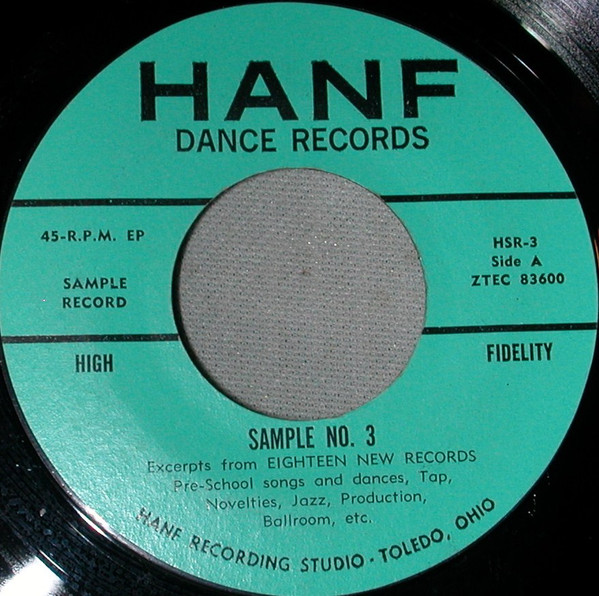 HANF
DANCE RECORDS
45-R.P.M. EP
SAMPLE
RECORD
HSR-3
Side A
ZTEC 83600
HIGH
FIDELITY
SAMPLE NO. 3
Excerpts from EIGHTEEN NEW RECORDS
Pre-School songs and dances, Tap,
Novelties, Jazz, Production,
Ballroom, etc.
HANF RECORDING STUDIO - TOLEDO, OHIO